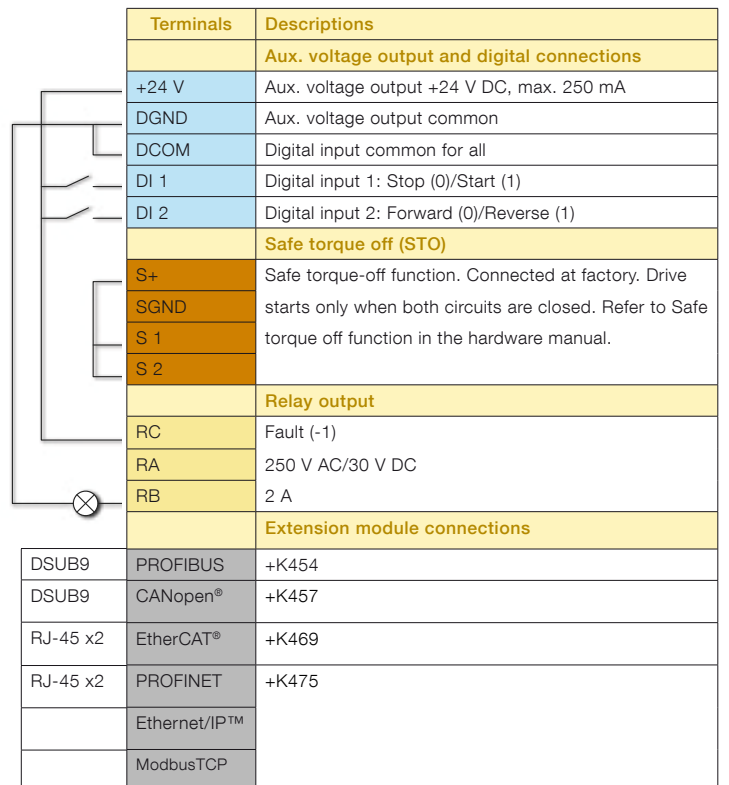 Terminals Descriptions
Aux. voltage output and digital connections
+24 V Aux. voltage output +24 V DC, max. 250 mA
DGND Aux. voltage output common
DCOM Digital input common for all
DI 1 Digital input 1: Stop (0)/Start (1)
DI 2 Digital input 2: Forward (0)/Reverse (1)
Safe torque off (STO)
S+ Safe torque-off function. Connected at factory. Drive
SGND starts only when both circuits are closed. Refer to Safe
S 1 torque off function in the hardware manual.
S 2
Relay output
RC Fault (-1)
RA 250 V AC/30 V DC
RB 2 A
Extension module connections
DSUB9 PROFIBUS +K454
DSUB9 CANopen® +K457
RJ-45 x2 EtherCAT® +K469
RJ-45 x2 PROFINET +K475
Ethernet/IP™
ModbusTCP